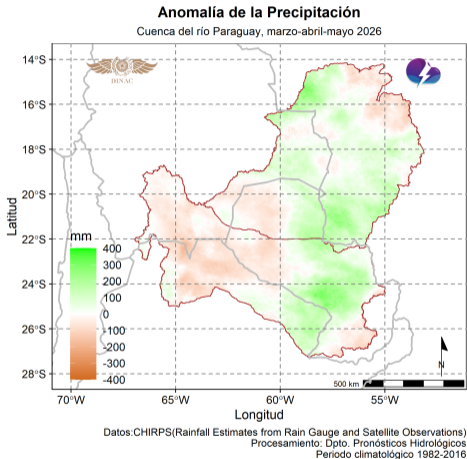 Anomalía de la Precipitación
Cuenca del río Paraguay, marzo-abril-mayo 2026
DINAC
14°S
16°S
18°S
20°S
22°S
24°S
26°S
28°S
Latitud
mm
400
300
200
100
0
-100
-200
-300
-400
N
500 km
70°W
65°W
60°W
55°W
Longitud
Datos:CHIRPS(Rainfall Estimates from Rain Gauge and Satellite Observations)
Procesamiento: Dpto. Pronósticos Hidrológicos
Periodo climatológico 1982-2016